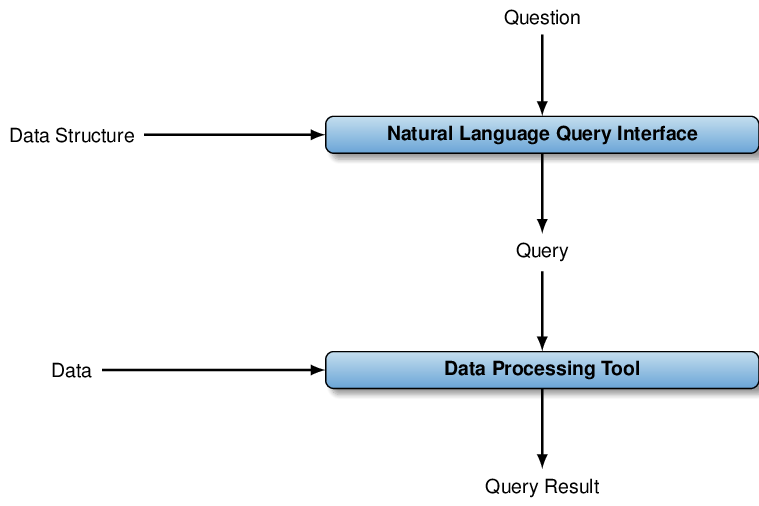 Question
Data Structure
Natural Language Query Interface
Query
Data
Data Processing Tool
Query Result